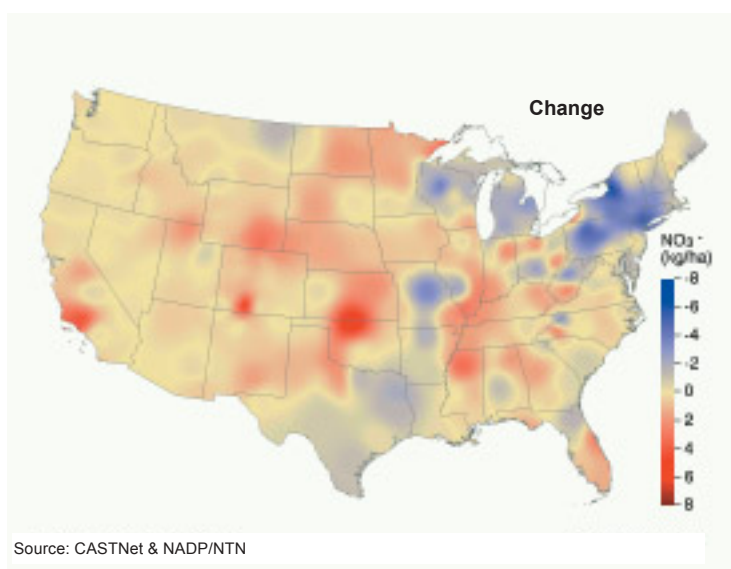 Change
NO₃⁻
(kg/ha)
-8
-6
-4
-2
0
2
4
6
8
Source: CASTNet & NADP/NTN